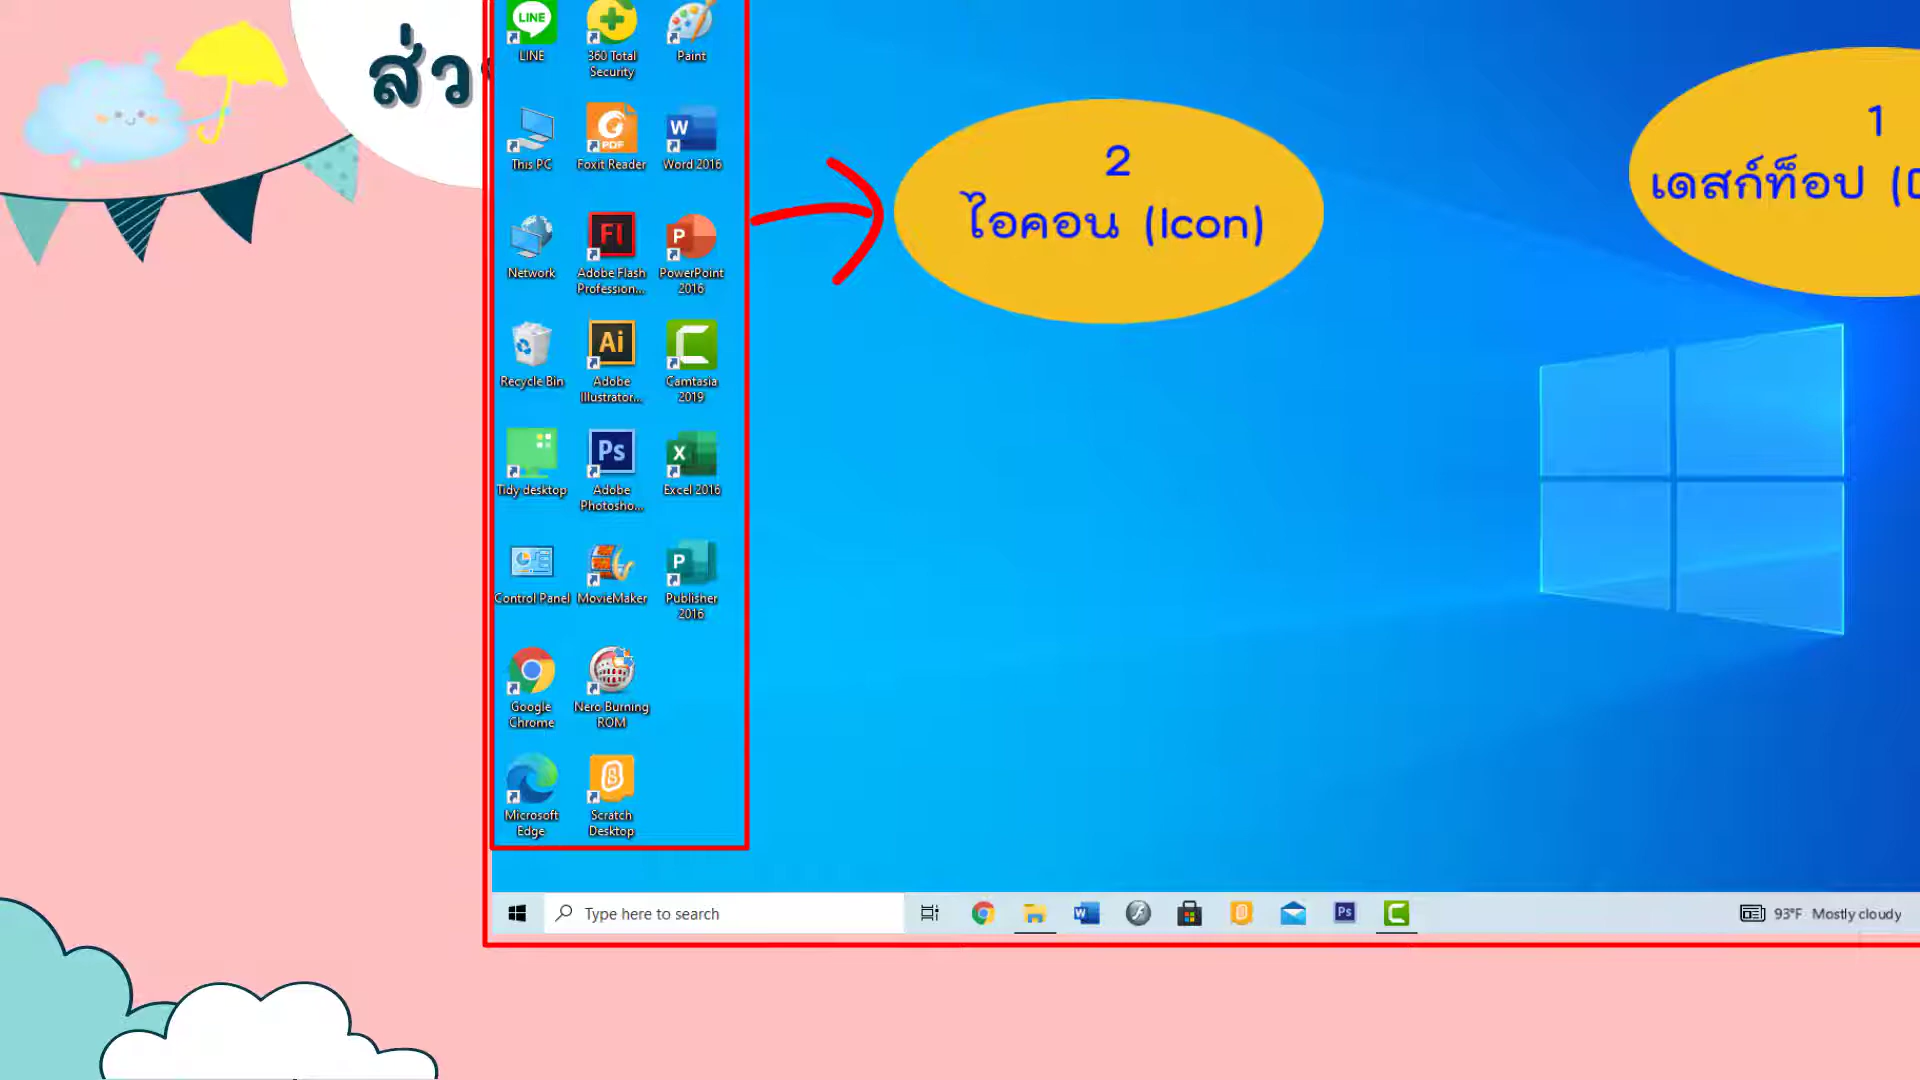 ส่ว
LINE
360 Total
Security
Paint
This PC
Foxit Reader
Word 2016
Network
Adobe Flash
Profession...
PowerPoint
2016
Recycle Bin
Adobe
Illustrator...
Camtasia
2019
Tidy desktop
Adobe
Photosho...
Excel 2016
Control Panel
MovieMaker
Publisher
2016
Google
Chrome
Nero Burning
ROM
Microsoft
Edge
Scratch
Desktop
2
ไอคอน (Icon)
1
เดสก์ท็อป (D
Type here to search
93°F Mostly cloudy